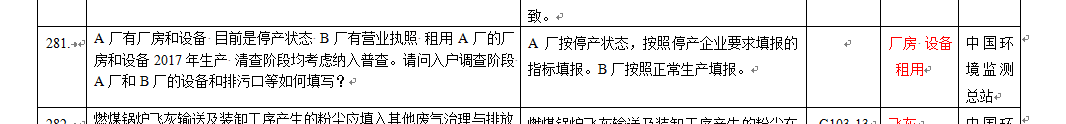 致。
281. A 厂有厂房和设备 目前是停产状态 B 厂有营业执照 租用 A 厂的厂 A 厂按停产状态，按照停产企业要求填报的 厂房 设备 中国环
房和设备 2017 年生产 清查阶段均考虑纳入普查。请问入户调查阶段 指标填报。B 厂按照正常生产填报。 租用 境监测
A 厂和 B 厂的设备和排污口等如何填写？ 总站
282. 燃煤锅炉飞灰输送及装卸工序产生的粉尘应填入其他废气治理与排放 燃煤锅炉飞灰输送及装卸工序产生的粉尘在 G103-13 飞灰 中国环